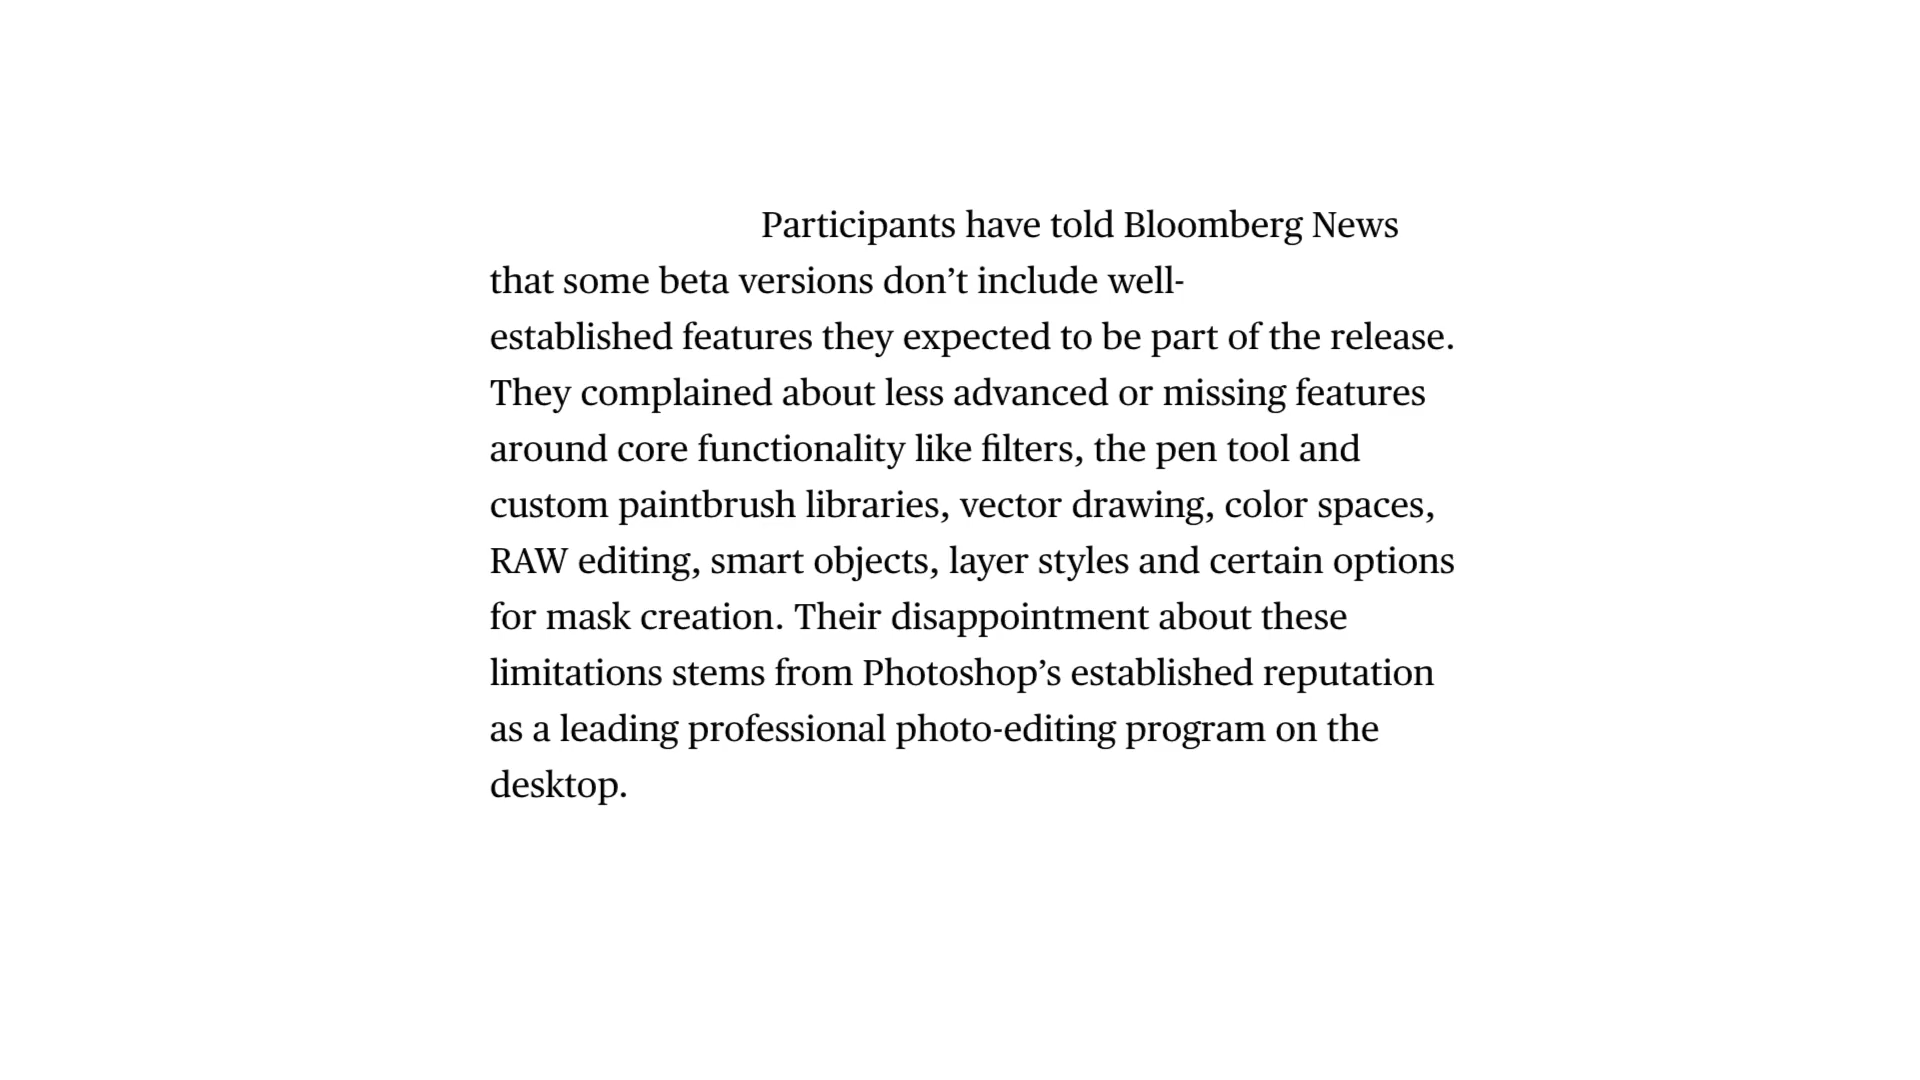 Participants have told Bloomberg News
that some beta versions don’t include well-
established features they expected to be part of the release.
They complained about less advanced or missing features
around core functionality like filters, the pen tool and
custom paintbrush libraries, vector drawing, color spaces,
RAW editing, smart objects, layer styles and certain options
for mask creation. Their disappointment about these
limitations stems from Photoshop’s established reputation
as a leading professional photo-editing program on the
desktop.